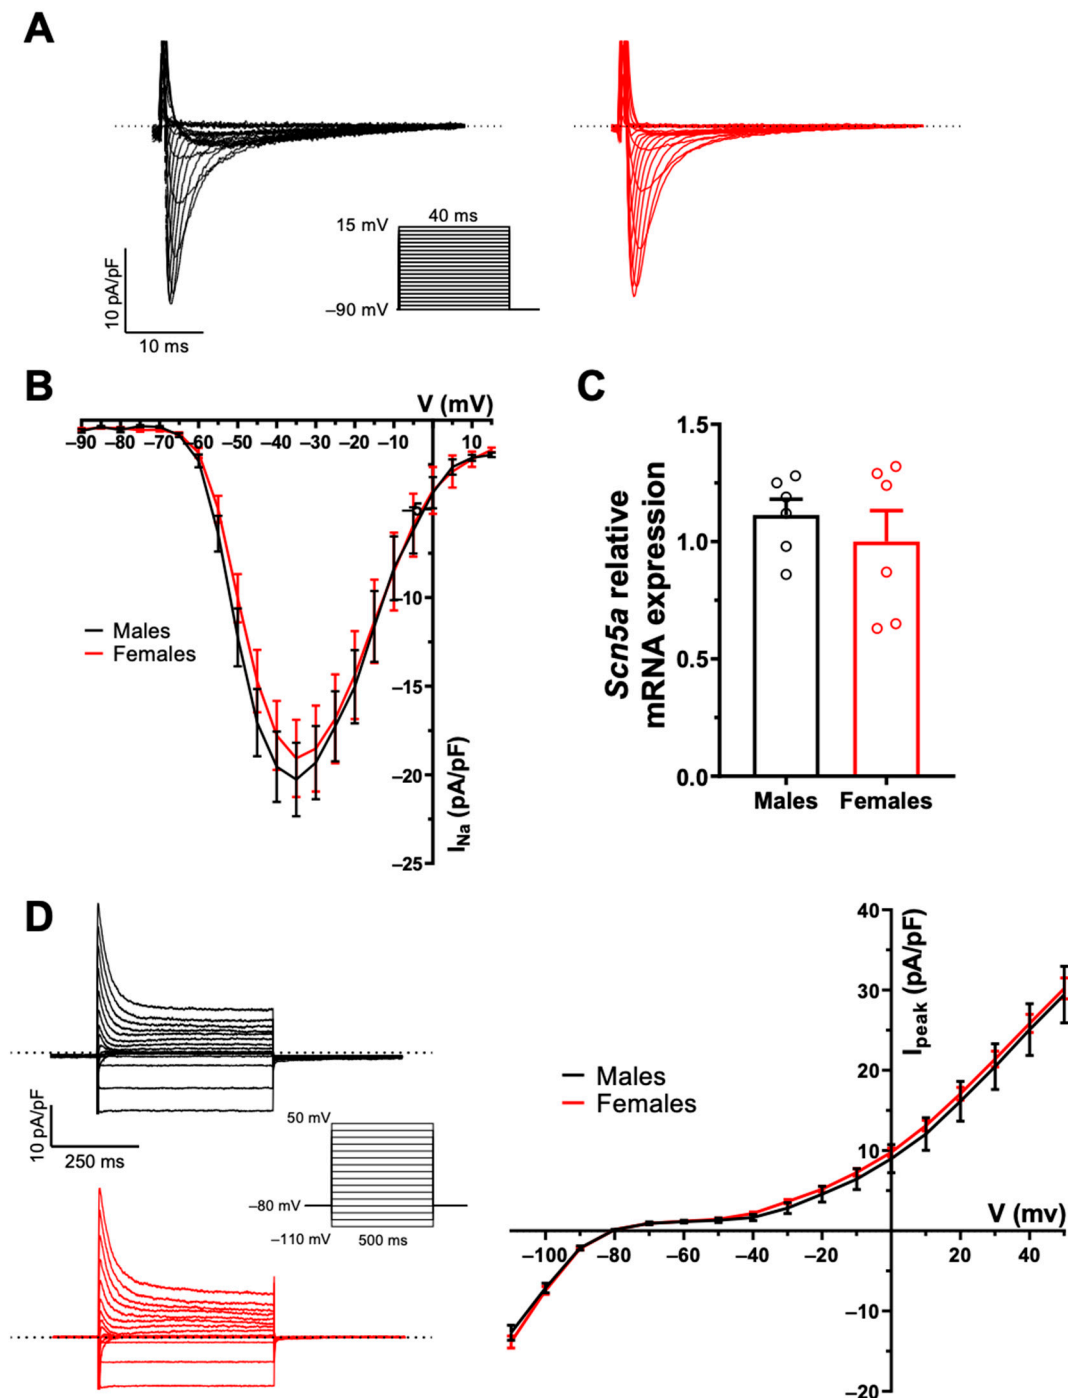 A
10 pA/pF
10 ms
15 mV
40 ms
–90 mV
B
V (mV)
–90 –80 –70 –60 –50 –40 –30 –20 –10 10
–5
–10
–15
–20
–25
I_Na (pA/pF)
Males
Females
C
Scn5a relative
mRNA expression
1.5
1.0
0.5
0.0
Males Females
D
10 pA/pF
250 ms
50 mV
–80 mV
–110 mV
500 ms
Males
Females
I_peak (pA/pF)
V (mv)
40
30
20
10
–10
–20
–100 –80 –60 –40 –20 20 40